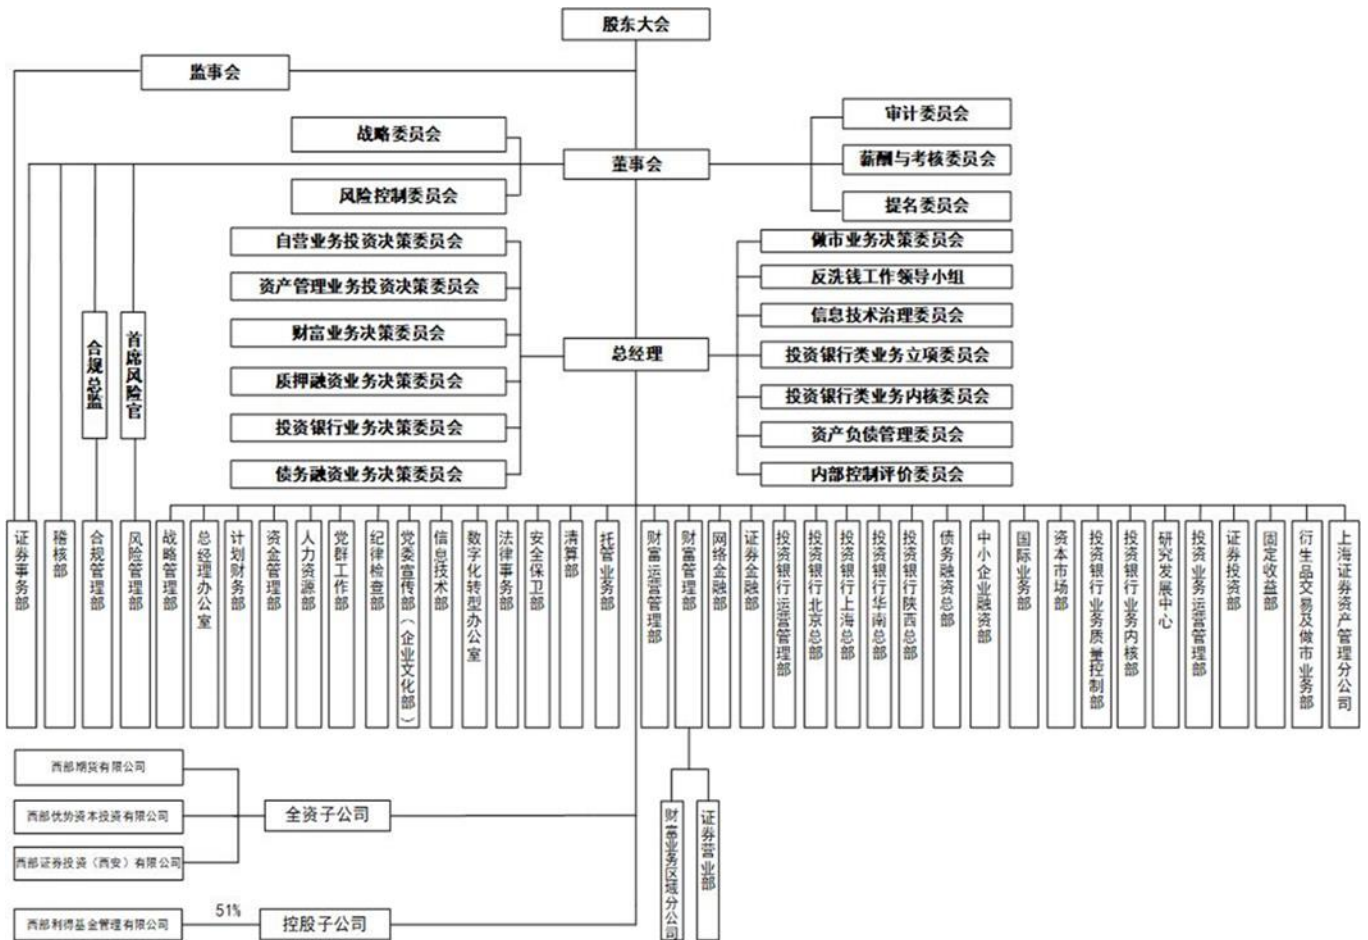 股东大会
监事会
战略委员会
审计委员会
董事会
薪酬与考核委员会
风险控制委员会
提名委员会
自营业务投资决策委员会
做市业务决策委员会
资产管理业务投资决策委员会
反洗钱工作领导小组
财富业务决策委员会
信息技术治理委员会
总经理
合规总监
首席风险官
投资银行类业务立项委员会
质押融资业务决策委员会
投资银行类业务内核委员会
投资银行业务决策委员会
资产负债管理委员会
债务融资业务决策委员会
内部控制评价委员会
证券事务部
稽核部
合规管理部
风险管理部
战略管理部
总经理办公室
计划财务部
资金管理部
人力资源部
党群工作部
纪律检查部
党委宣传部（企业文化部）
信息技术部
数字化转型办公室
法律事务部
安全保卫部
清算部
托管业务部
财富运营管理部
财富管理部
网络金融部
证券金融部
投资银行运营管理部
投资银行北京总部
投资银行上海总部
投资银行华南总部
投资银行陕西总部
债务融资总部
中小企业融资部
国际业务部
资本市场部
投资银行业务质量控制部
投资银行业务内核部
研究发展中心
投资业务运营管理部
证券投资部
固定收益部
衍生品交易及做市业务部
上海证券资产管理分公司
西部期货有限公司
西部优势资本投资有限公司
全资子公司
西部证券投资（西安）有限公司
财富业务区域分公司
证券营业部
西部利得基金管理有限公司
51%
控股子公司